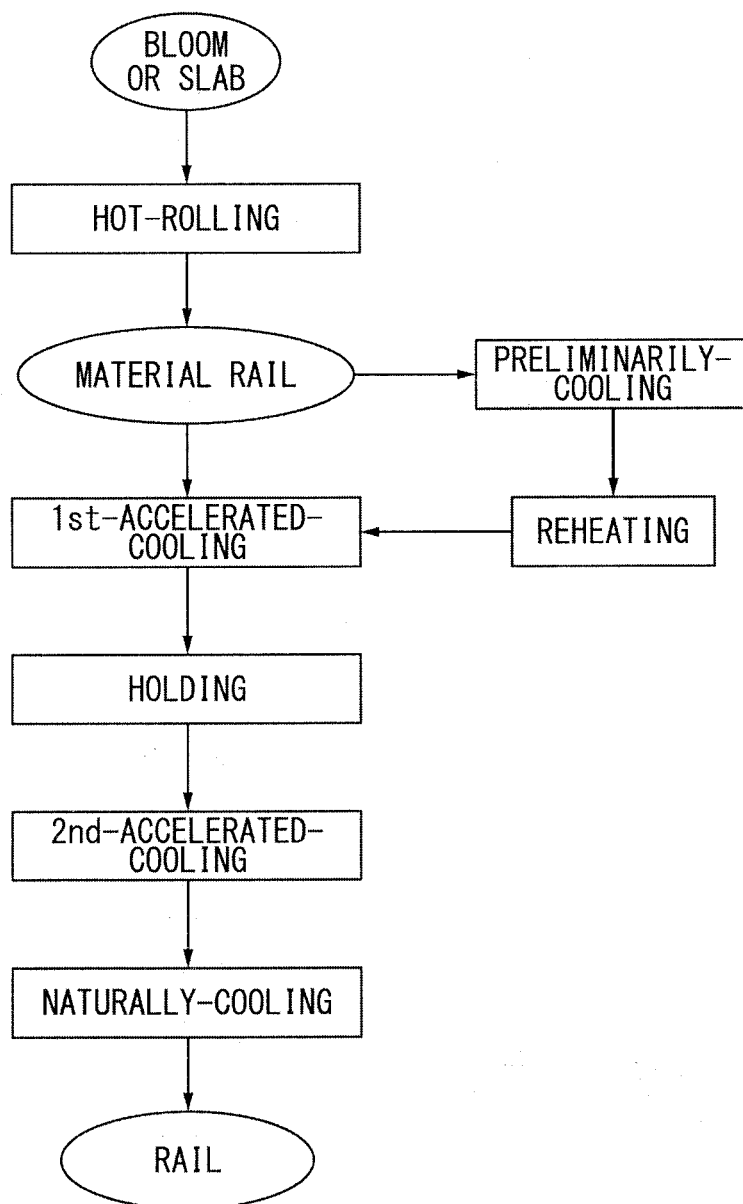 BLOOM
OR SLAB
HOT-ROLLING
MATERIAL RAIL
PRELIMINARILY-
COOLING
1st-ACCELERATED-
COOLING
REHEATING
HOLDING
2nd-ACCELERATED-
COOLING
NATURALLY-COOLING
RAIL